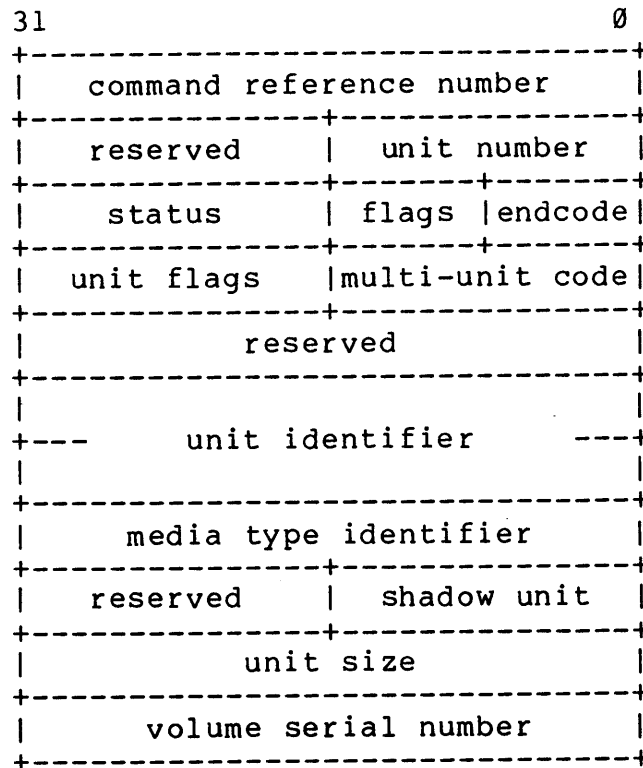 31 0
command reference number
reserved | unit number
status | flags |endcode|
unit flags |multi-unit code|
reserved
unit identifier
media type identifier
reserved | shadow unit
unit size
volume serial number